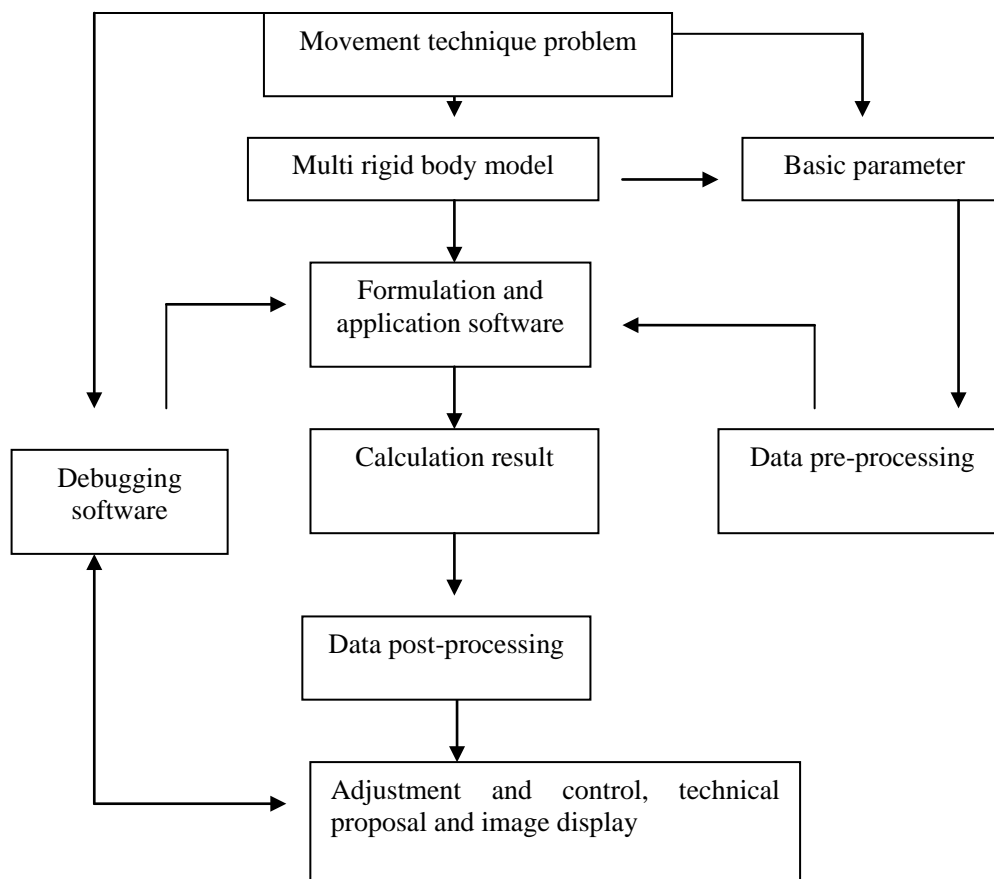 Movement technique problem
Multi rigid body model
Basic parameter
Formulation and
application software
Calculation result
Data pre-processing
Debugging
software
Data post-processing
Adjustment and control, technical
proposal and image display